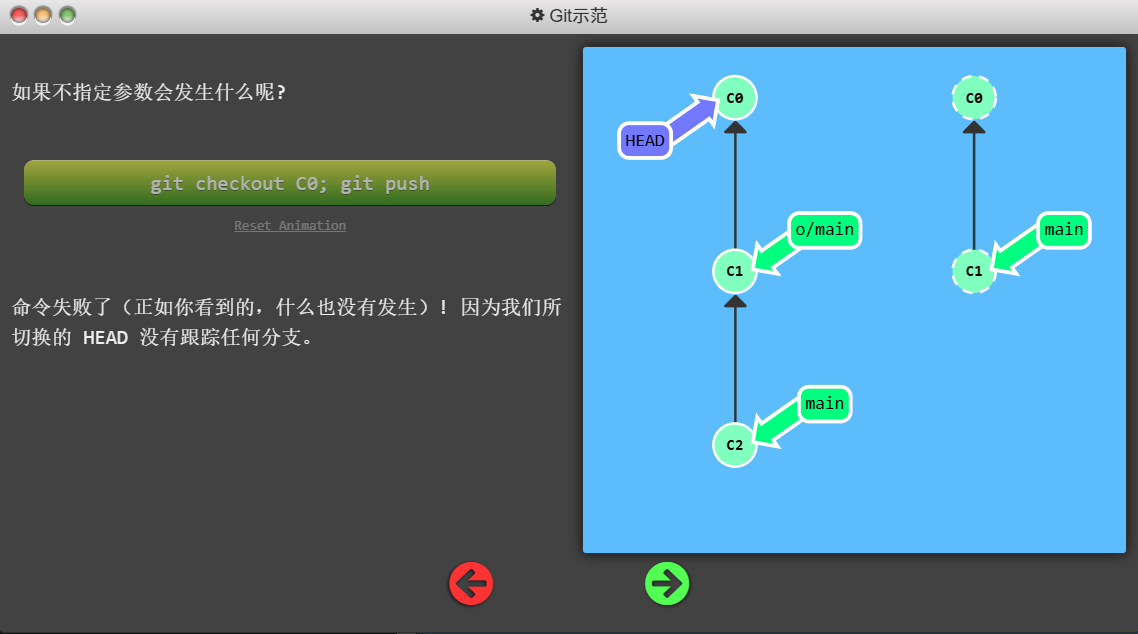 Git示范
如果不指定参数会发生什么呢?
git checkout C0; git push
Reset Animation
命令失败了（正如你看到的，什么也没有发生）! 因为我们所
切换的 HEAD 没有跟踪任何分支。
C0
HEAD
o/main
C1
main
C2
C0
main
C1